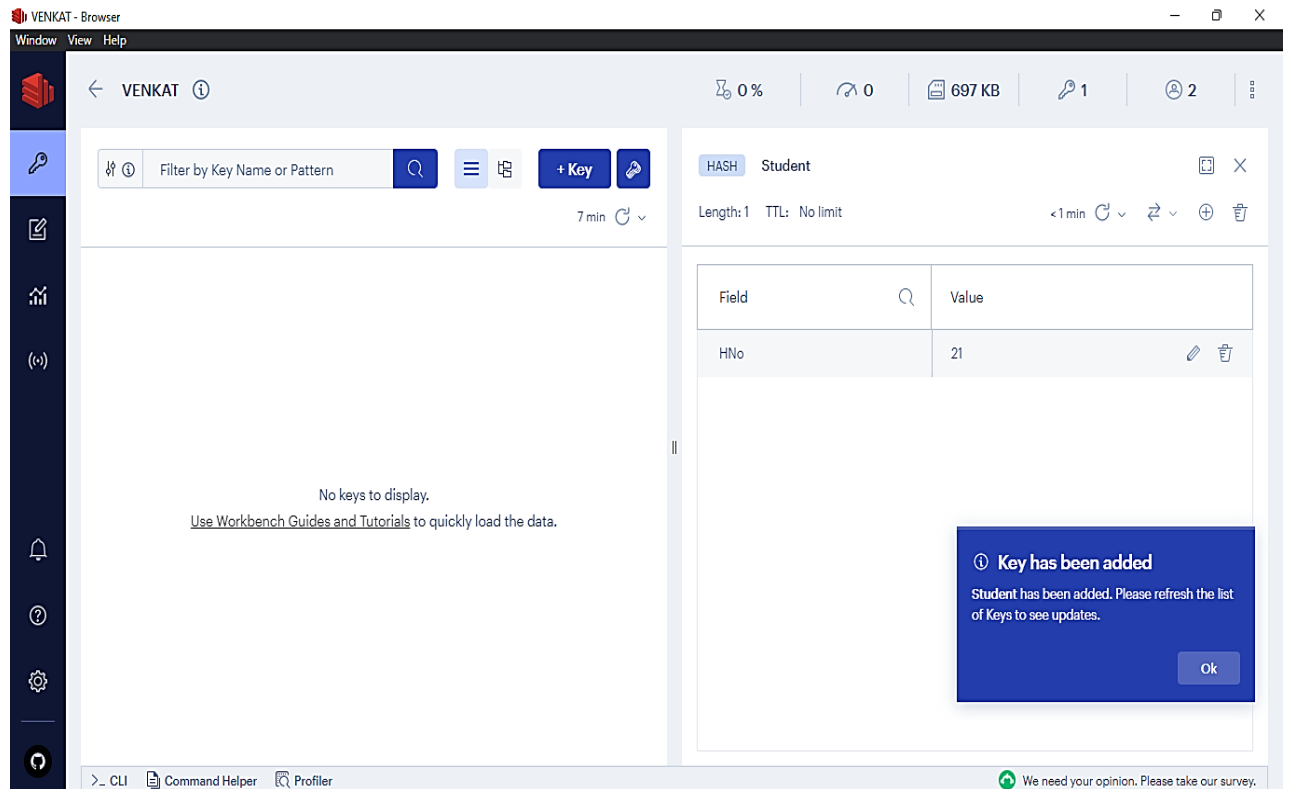 VENKAT - Browser
Window View Help
VENKAT
0 %
0
697 KB
1
2
Filter by Key Name or Pattern
+ Key
7 min
No keys to display.
Use Workbench Guides and Tutorials to quickly load the data.
HASH Student
Length: 1 TTL: No limit
<1 min
Field Value
HNo 21
Key has been added
Student has been added. Please refresh the list
of Keys to see updates.
Ok
>_ CLI Command Helper Profiler
We need your opinion. Please take our survey.